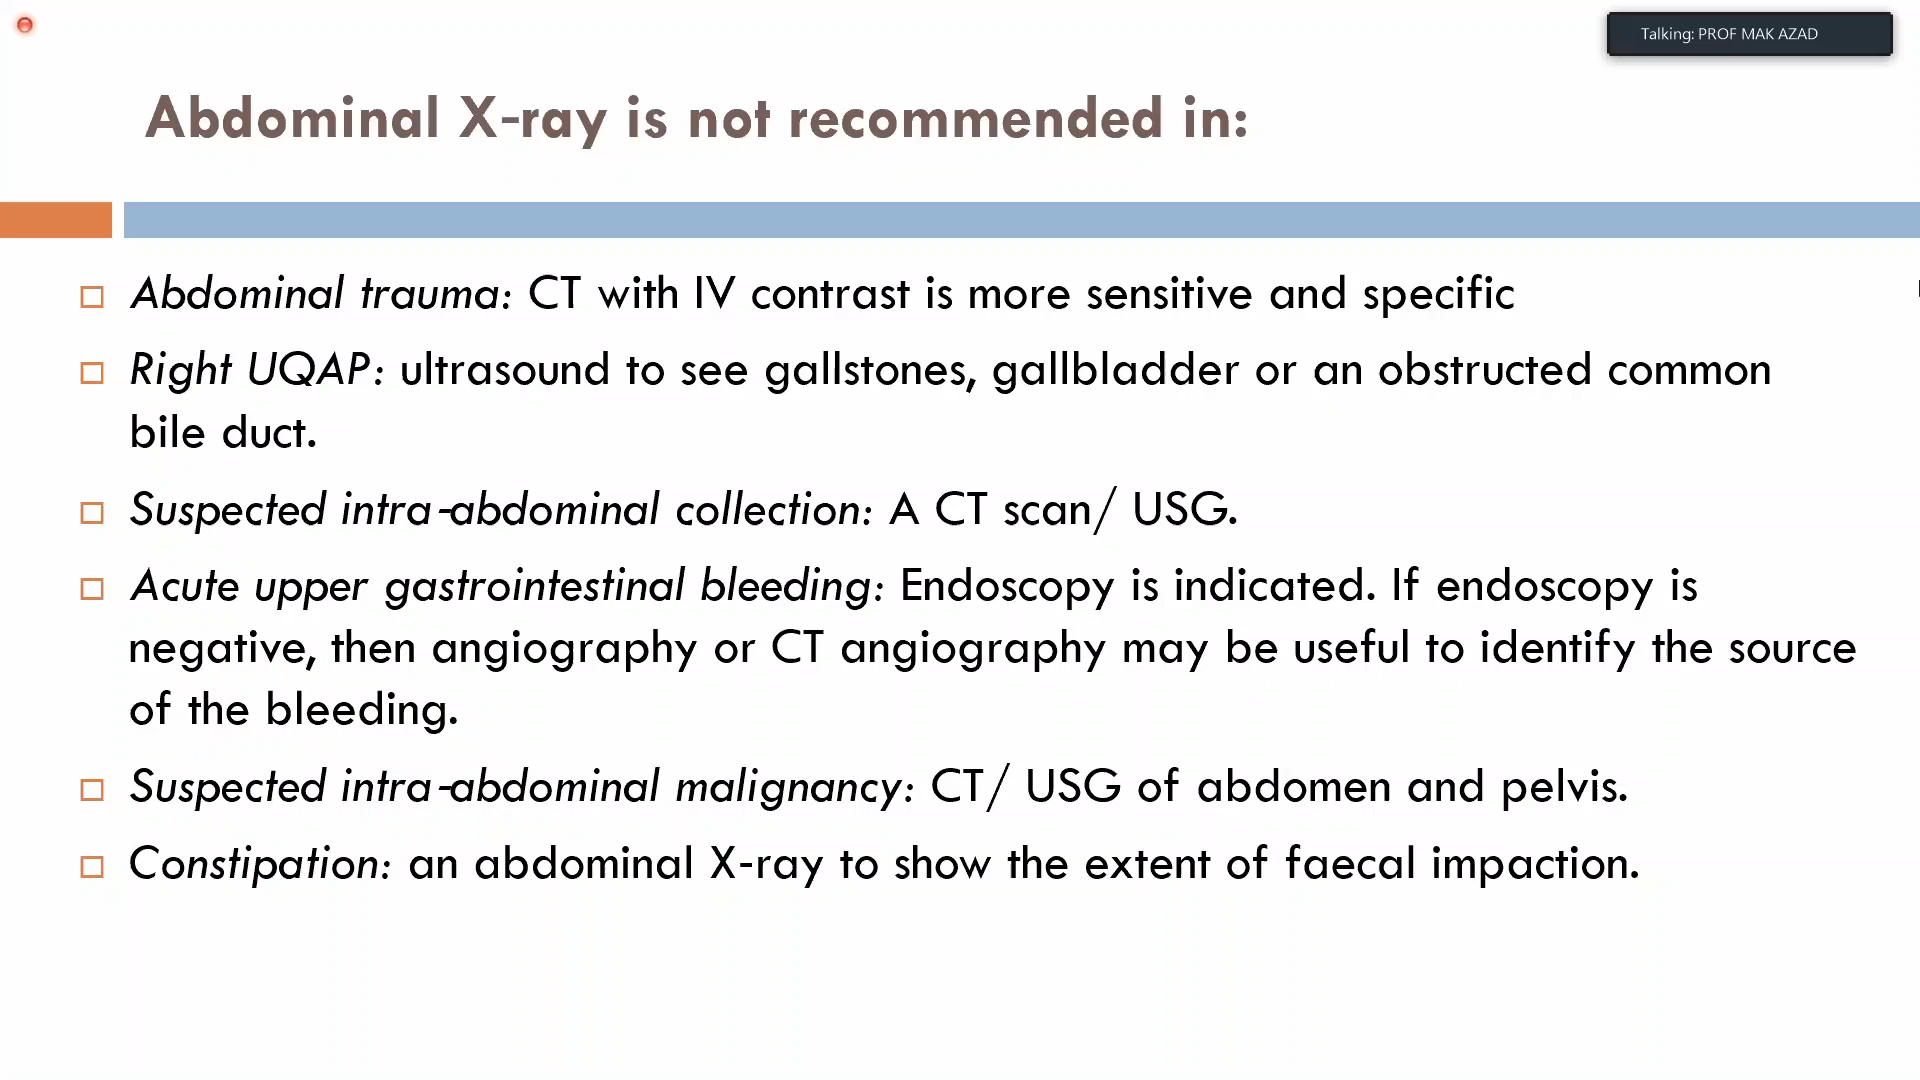 Talking: PROF MAK AZAD
Abdominal X-ray is not recommended in:
Abdominal trauma: CT with IV contrast is more sensitive and specific
Right UQAP: ultrasound to see gallstones, gallbladder or an obstructed common
bile duct.
Suspected intra-abdominal collection: A CT scan/ USG.
Acute upper gastrointestinal bleeding: Endoscopy is indicated. If endoscopy is
negative, then angiography or CT angiography may be useful to identify the source
of the bleeding.
Suspected intra-abdominal malignancy: CT/ USG of abdomen and pelvis.
Constipation: an abdominal X-ray to show the extent of faecal impaction.